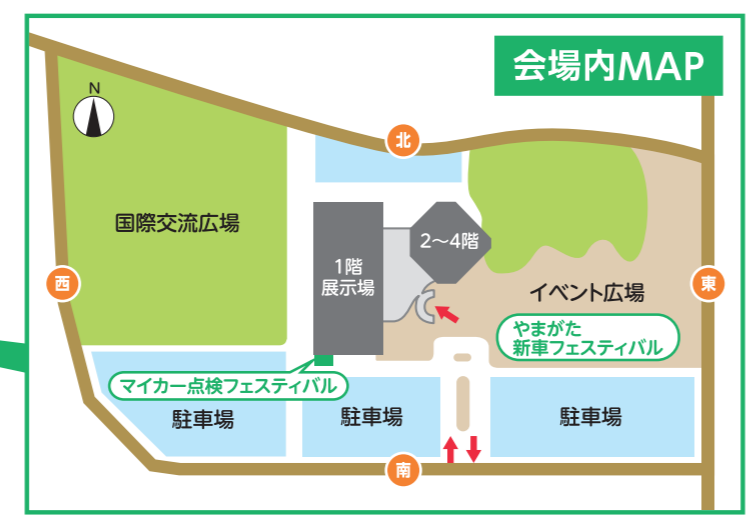 会場内MAP
N
北
国際交流広場
2～4階
1階
展示場
西
イベント広場
東
やまがた
新車フェスティバル
マイカー点検フェスティバル
駐車場
駐車場
駐車場
南